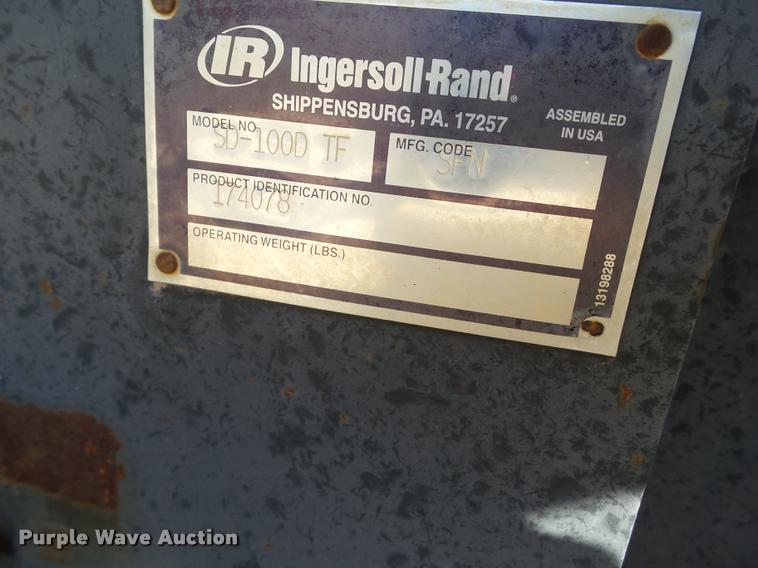 IR Ingersoll-Rand®
SHIPPENSBURG, PA. 17257
ASSEMBLED
IN USA
MODEL NO.
SD-100D TF
MFG. CODE
SFN
PRODUCT IDENTIFICATION NO.
174078
OPERATING WEIGHT (LBS.)
13198288
Purple Wave Auction